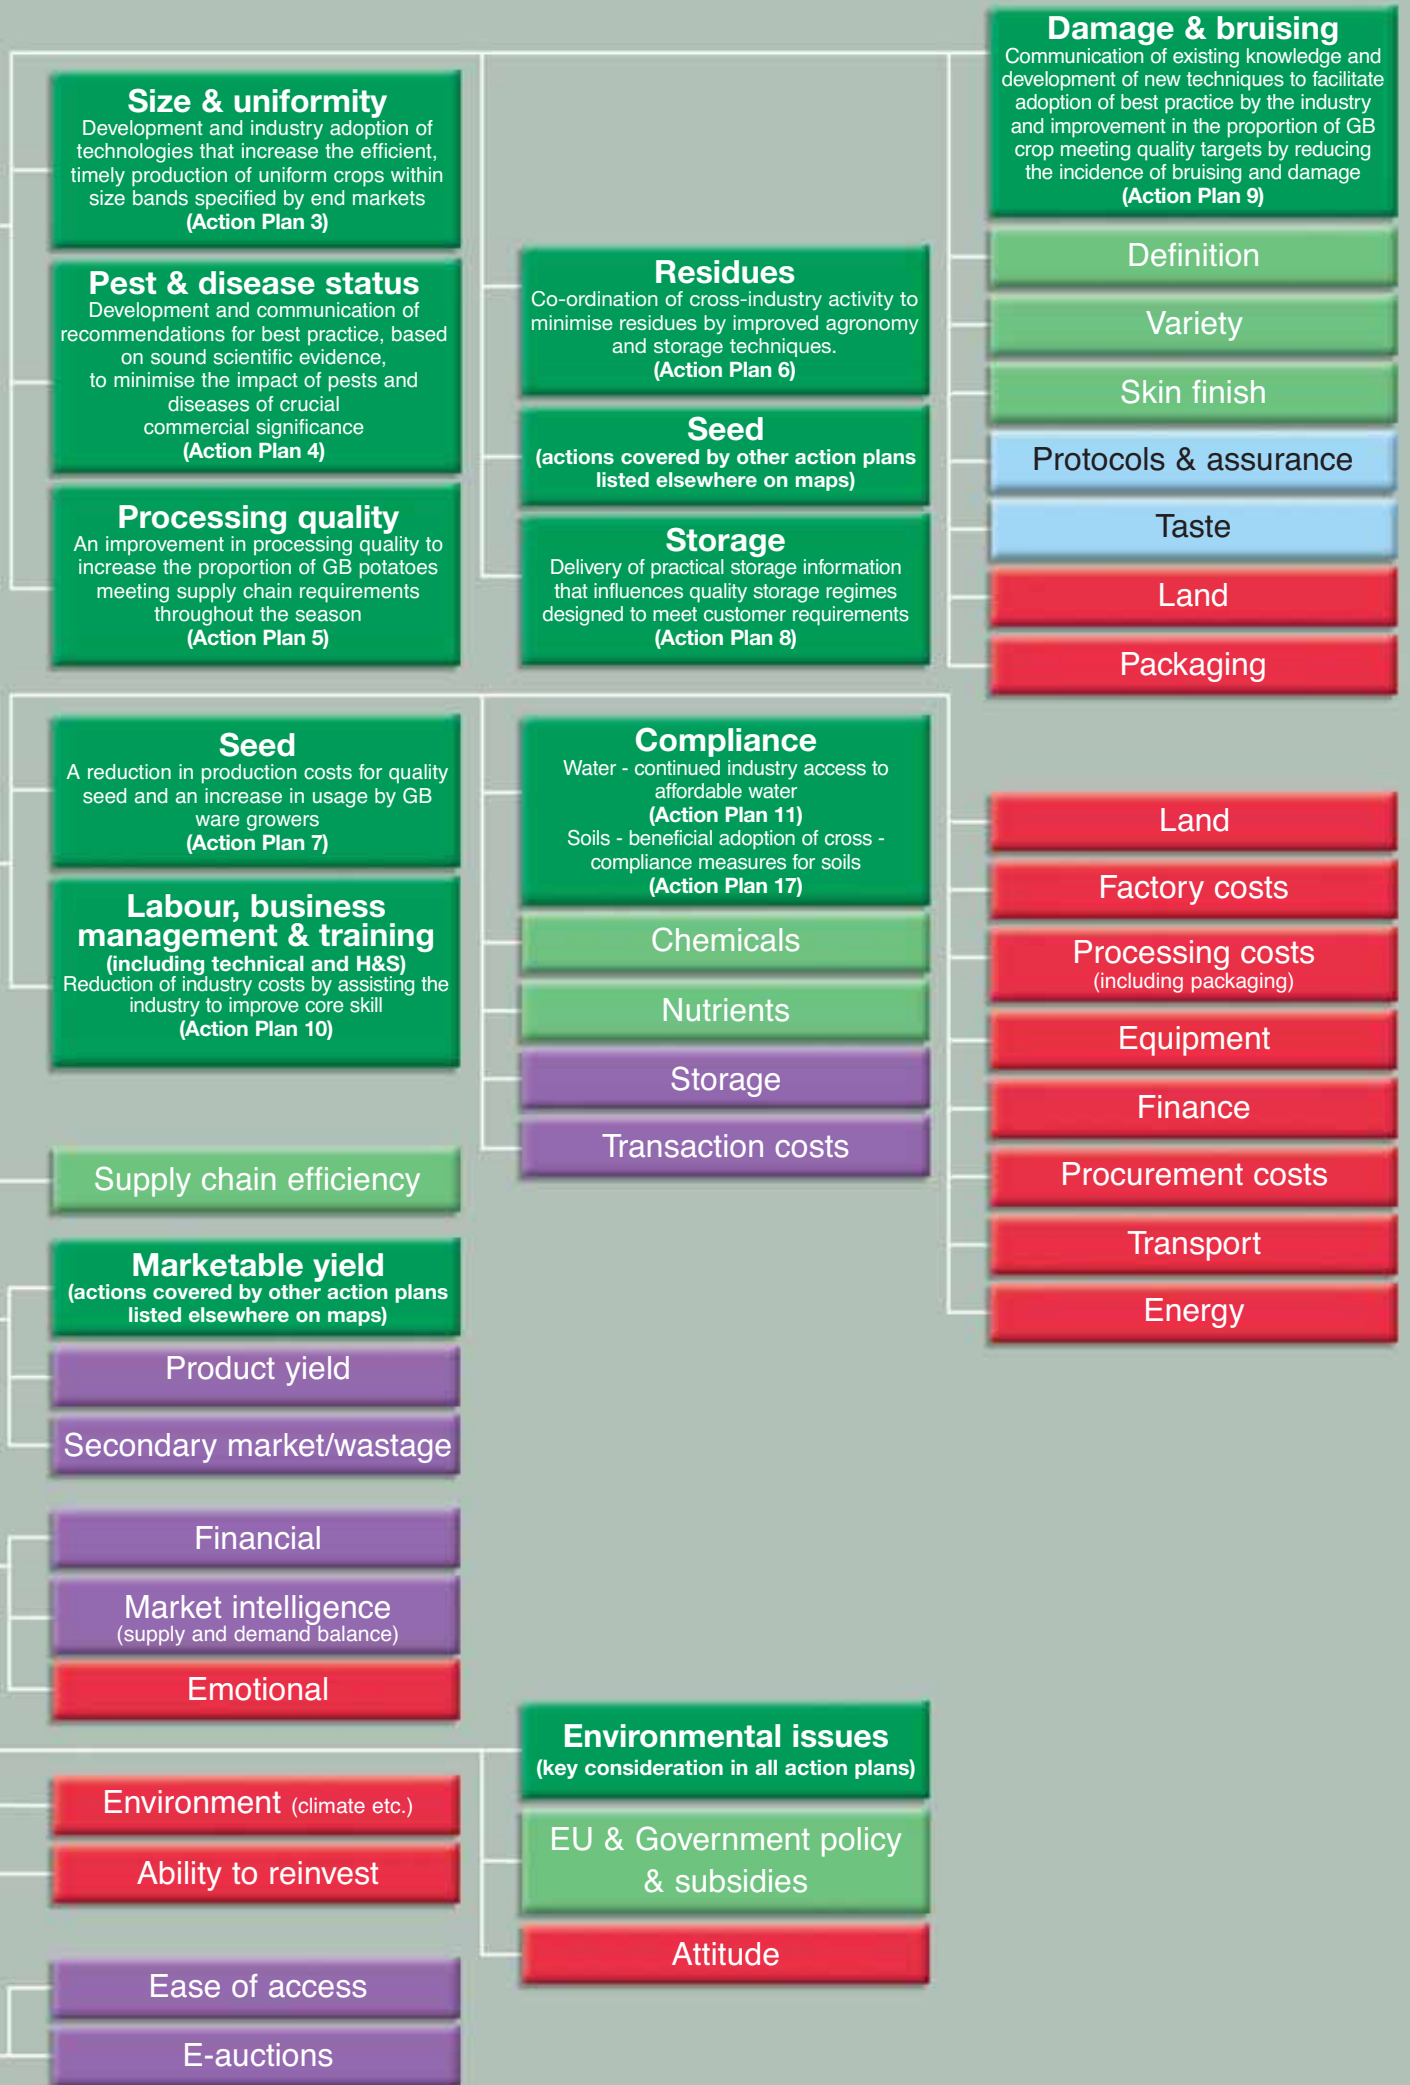 Size & uniformity
Development and industry adoption of
technologies that increase the efficient,
timely production of uniform crops within
size bands specified by end markets
(Action Plan 3)
Pest & disease status
Development and communication of
recommendations for best practice, based
on sound scientific evidence,
to minimise the impact of pests and
diseases of crucial
commercial significance
(Action Plan 4)
Processing quality
An improvement in processing quality to
increase the proportion of GB potatoes
meeting supply chain requirements
throughout the season
(Action Plan 5)
Residues
Co-ordination of cross-industry activity to
minimise residues by improved agronomy
and storage techniques.
(Action Plan 6)
Seed
(actions covered by other action plans
listed elsewhere on maps)
Storage
Delivery of practical storage information
that influences quality storage regimes
designed to meet customer requirements
(Action Plan 8)
Damage & bruising
Communication of existing knowledge and
development of new techniques to facilitate
adoption of best practice by the industry
and improvement in the proportion of GB
crop meeting quality targets by reducing
the incidence of bruising and damage
(Action Plan 9)
Definition
Variety
Skin finish
Protocols & assurance
Taste
Land
Packaging
Seed
A reduction in production costs for quality
seed and an increase in usage by GB
ware growers
(Action Plan 7)
Labour, business
management & training
(including technical and H&S)
Reduction of industry costs by assisting the
industry to improve core skill
(Action Plan 10)
Compliance
Water - continued industry access to
affordable water
(Action Plan 11)
Soils - beneficial adoption of cross -
compliance measures for soils
(Action Plan 17)
Chemicals
Nutrients
Storage
Transaction costs
Land
Factory costs
Processing costs
(including packaging)
Equipment
Finance
Procurement costs
Transport
Energy
Supply chain efficiency
Marketable yield
(actions covered by other action plans
listed elsewhere on maps)
Product yield
Secondary market/wastage
Financial
Market intelligence
(supply and demand balance)
Emotional
Environment (climate etc.)
Ability to reinvest
Environmental issues
(key consideration in all action plans)
EU & Government policy
& subsidies
Attitude
Ease of access
E-auctions